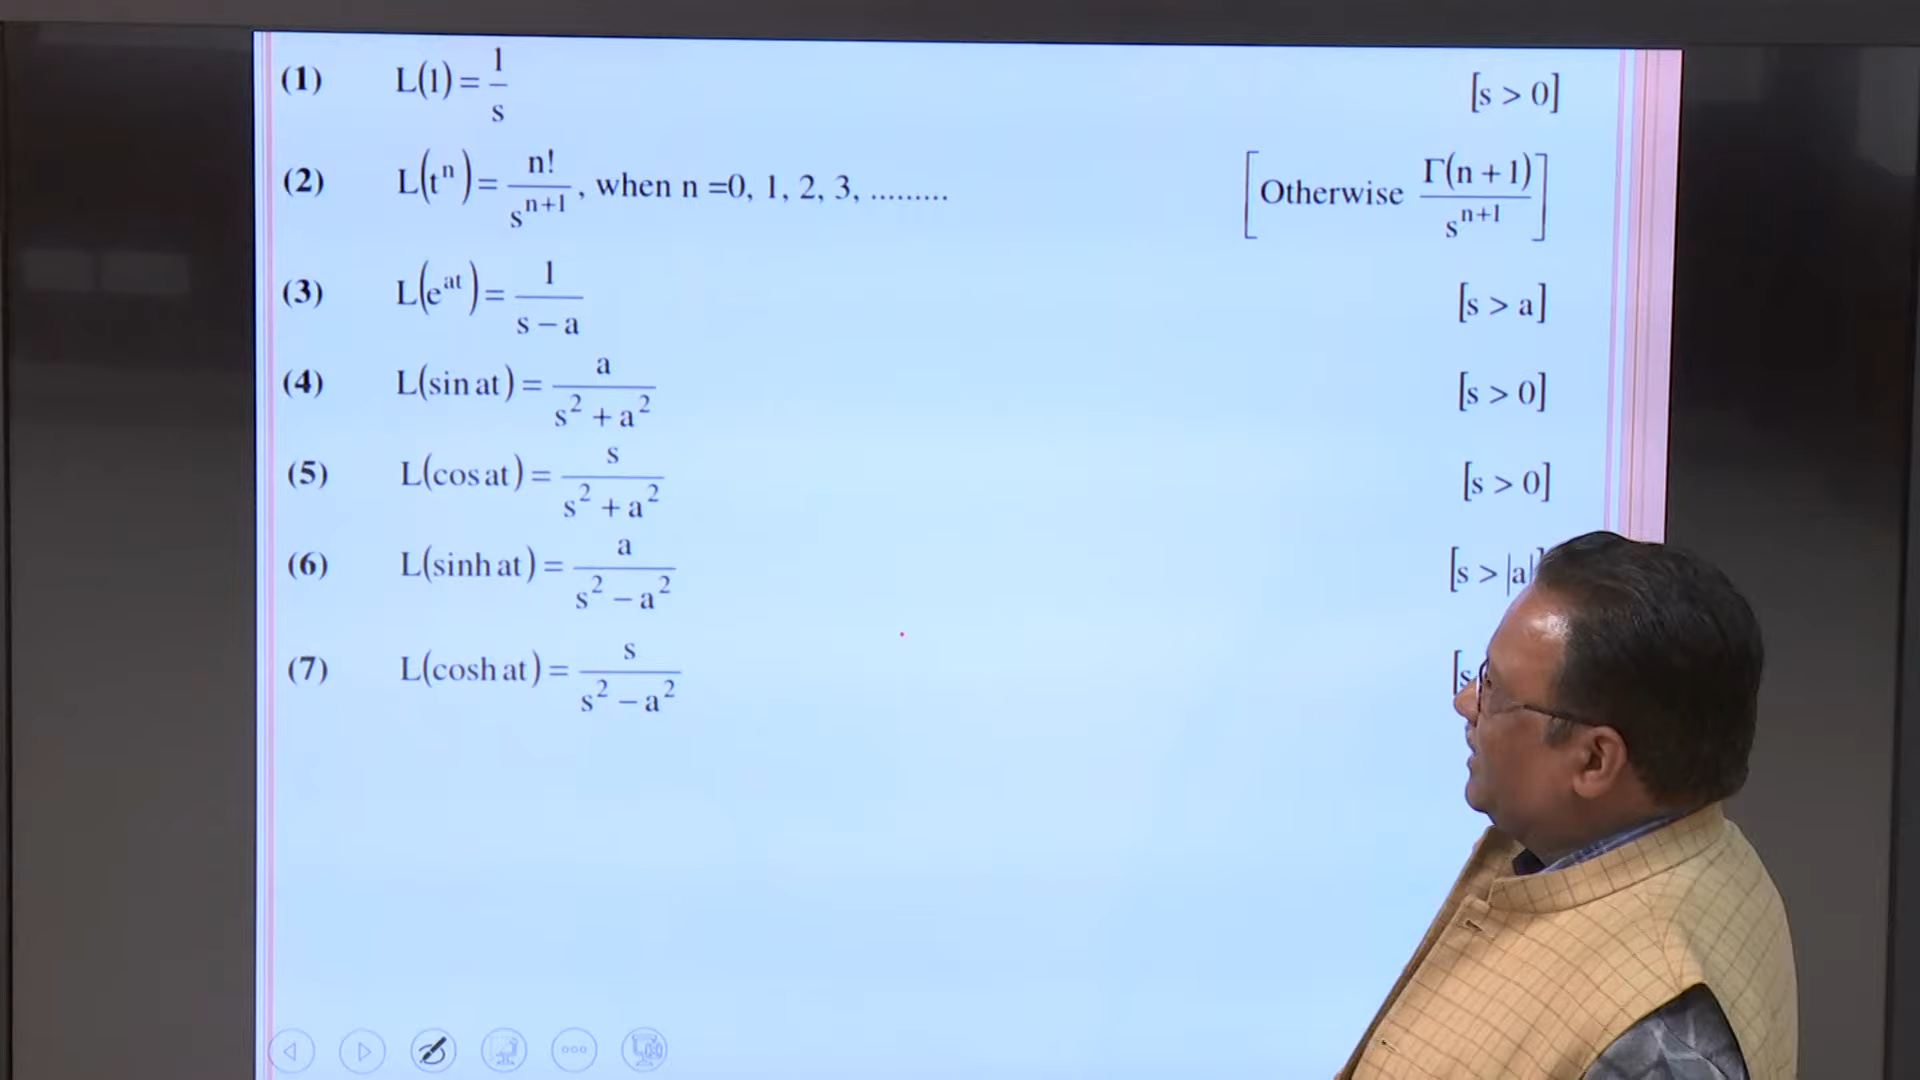 (1) L(1) = 1/s [s > 0]
(2) L(tⁿ) = n!/sⁿ⁺¹, when n =0, 1, 2, 3, ......... [Otherwise Γ(n + 1)/sⁿ⁺¹]
(3) L(eᵃᵗ) = 1/(s – a) [s > a]
(4) L(sin at) = a/(s² + a²) [s > 0]
(5) L(cos at) = s/(s² + a²) [s > 0]
(6) L(sinh at) = a/(s² – a²) [s > |a|]
(7) L(cosh at) = s/(s² – a²) [s